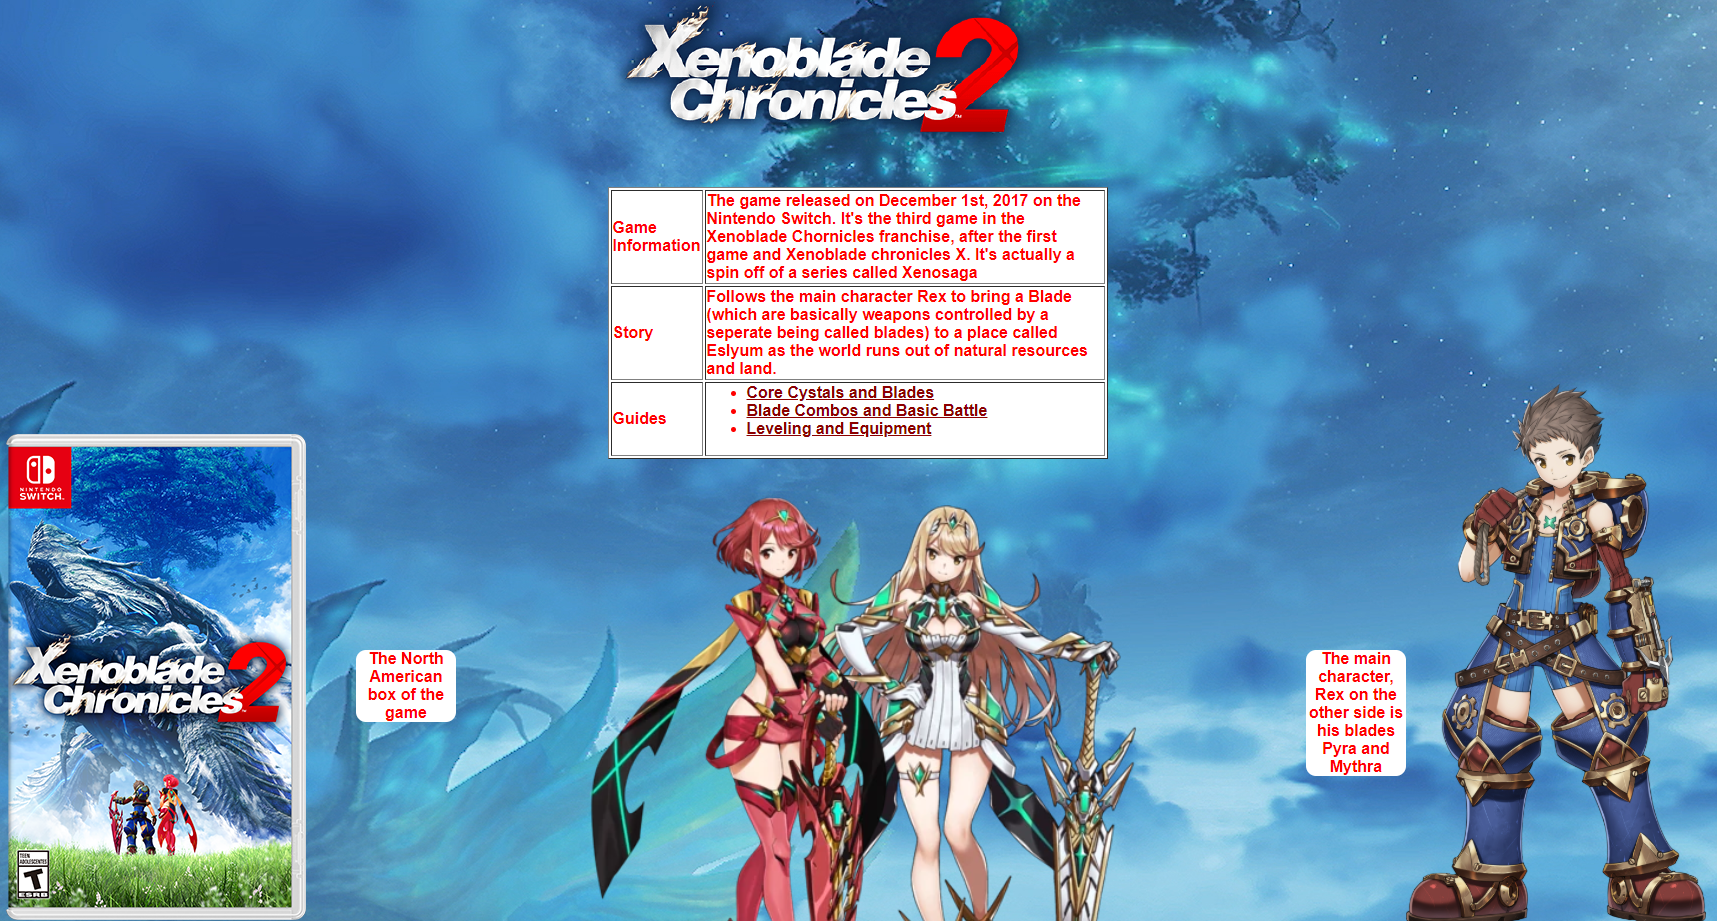 Xenoblade
Chronicles 2
TM
Game
Information
The game released on December 1st, 2017 on the
Nintendo Switch. It's the third game in the
Xenoblade Chornicles franchise, after the first
game and Xenoblade chronicles X. It's actually a
spin off of a series called Xenosaga
Story
Follows the main character Rex to bring a Blade
(which are basically weapons controlled by a
seperate being called blades) to a place called
Eslyum as the world runs out of natural resources
and land.
Guides
Core Cystals and Blades
Blade Combos and Basic Battle
Leveling and Equipment
NINTENDO
SWITCH.
Xenoblade
Chronicles 2
TEEN
ADOLESCENTES
T
ESRB
The North
American
box of the
game
The main
character,
Rex on the
other side is
his blades
Pyra and
Mythra